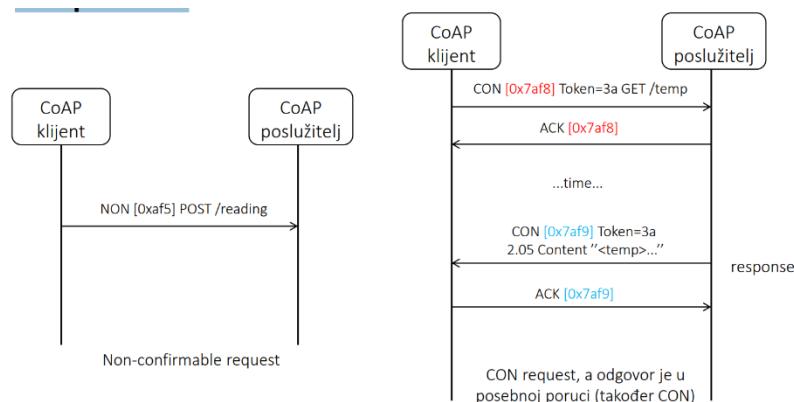 CoAP
klijent
CoAP
poslužitelj
NON [0xaf5] POST /reading
Non-confirmable request
CoAP
klijent
CoAP
poslužitelj
CON [0x7af8] Token=3a GET /temp
ACK [0x7af8]
...time...
CON [0x7af9] Token=3a
2.05 Content ″<temp>...”
response
ACK [0x7af9]
CON request, a odgovor je u
posebnoj poruci (također CON)